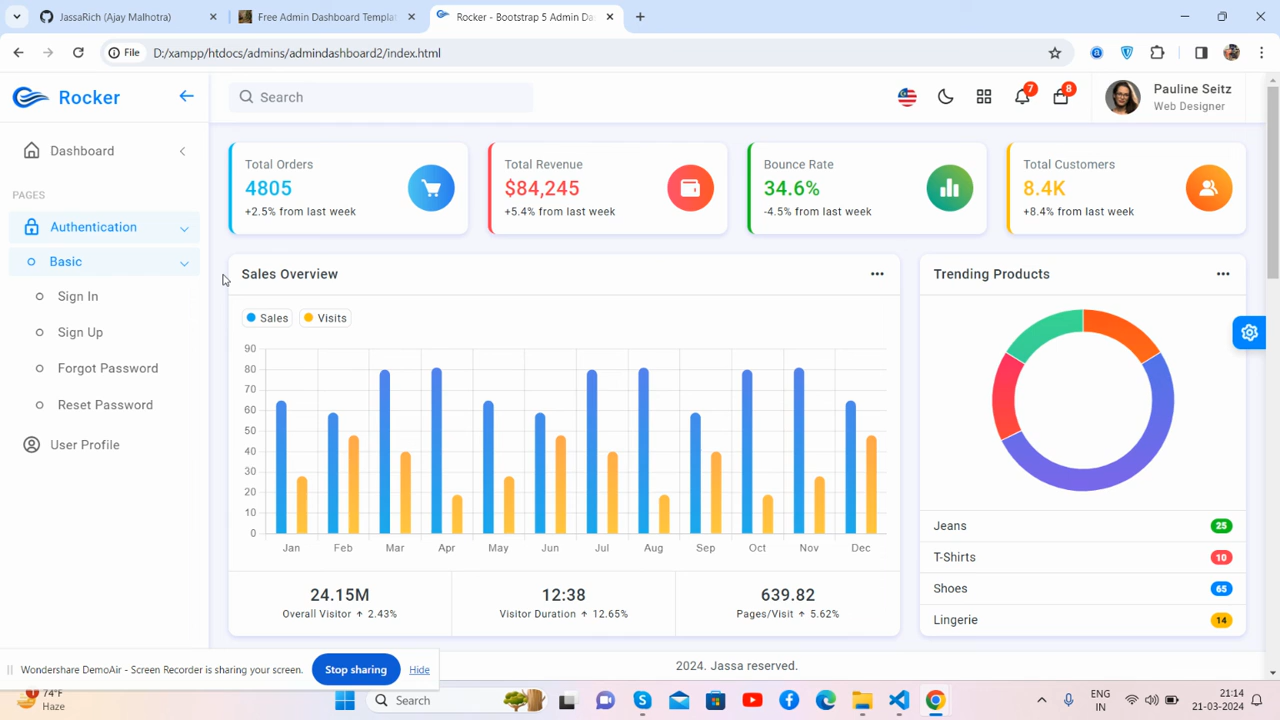 JassaRich (Ajay Malhotra)
Free Admin Dashboard Templat
Rocker - Bootstrap 5 Admin Da
File D:/xampp/htdocs/admins/admindashboard2/index.html
Rocker
Search
7
8
Pauline Seitz
Web Designer
Dashboard
PAGES
Authentication
Basic
Sign In
Sign Up
Forgot Password
Reset Password
User Profile
Total Orders
4805
+2.5% from last week
Total Revenue
$84,245
+5.4% from last week
Bounce Rate
34.6%
-4.5% from last week
Total Customers
8.4K
+8.4% from last week
Sales Overview
Sales Visits
90
80
70
60
50
40
30
20
10
0
Jan Feb Mar Apr May Jun Jul Aug Sep Oct Nov Dec
24.15M
Overall Visitor ↑ 2.43%
12:38
Visitor Duration ↑ 12.65%
639.82
Pages/Visit ↑ 5.62%
Trending Products
Jeans 25
T-Shirts 10
Shoes 65
Lingerie 14
2024. Jassa reserved.
Wondershare DemoAir - Screen Recorder is sharing your screen. Stop sharing Hide
74°F
Haze
Search
ENG
IN
21:14
21-03-2024